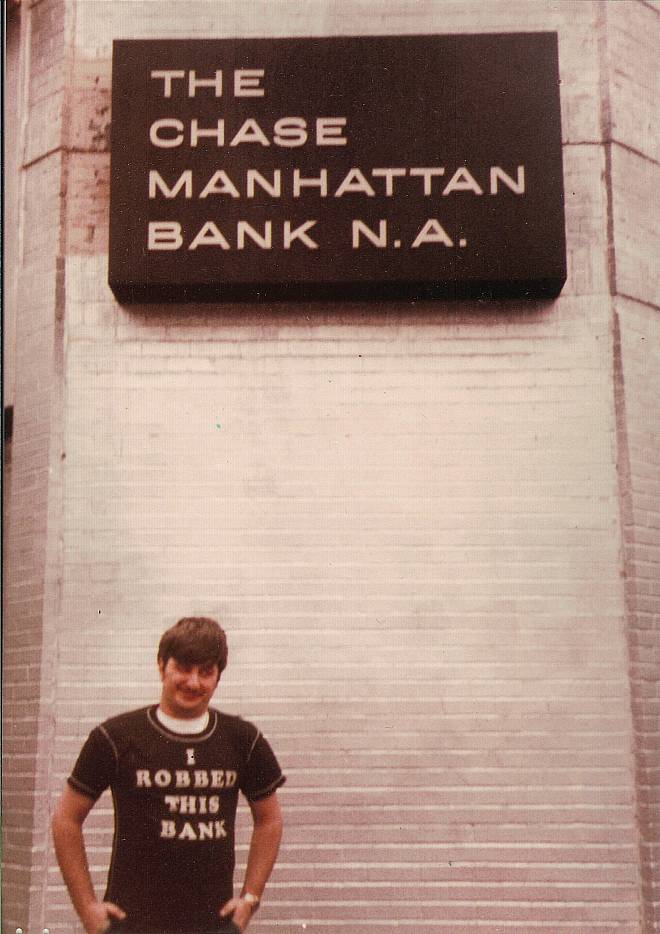 THE
CHASE
MANHATTAN
BANK N.A.
I
ROBBED
THIS
BANK